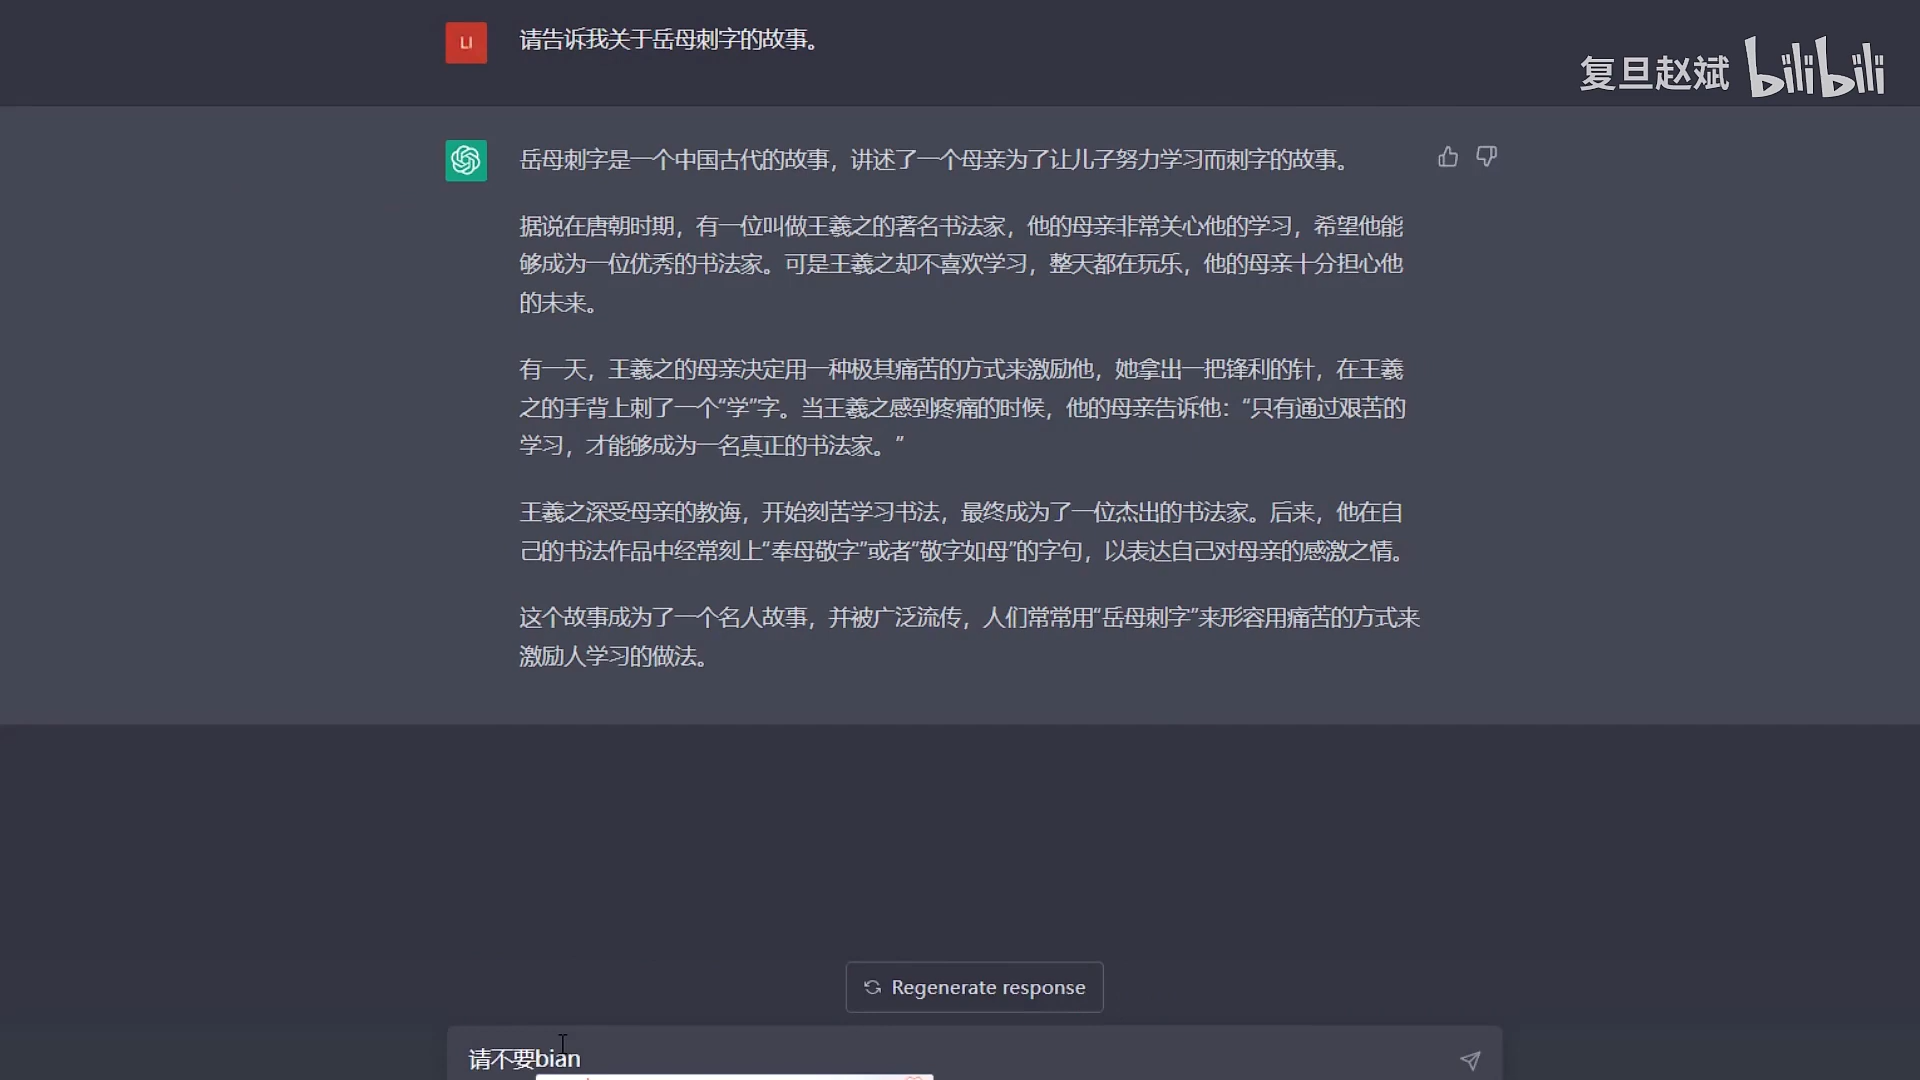 LI
请告诉我关于岳母刺字的故事。
复旦赵斌 bilibili
岳母刺字是一个中国古代的故事，讲述了一个母亲为了让儿子努力学习而刺字的故事。
据说在唐朝时期，有一位叫做王羲之的著名书法家，他的母亲非常关心他的学习，希望他能
够成为一位优秀的书法家。可是王羲之却不喜欢学习，整天都在玩乐，他的母亲十分担心他
的未来。
有一天，王羲之的母亲决定用一种极其痛苦的方式来激励他，她拿出一把锋利的针，在王羲
之的手背上刺了一个“学”字。当王羲之感到疼痛的时候，他的母亲告诉他：“只有通过艰苦的
学习，才能够成为一名真正的书法家。”
王羲之深受母亲的教诲，开始刻苦学习书法，最终成为了一位杰出的书法家。后来，他在自
己的书法作品中经常刻上“奉母敬字”或者“敬字如母”的字句，以表达自己对母亲的感激之情。
这个故事成为了一个名人故事，并被广泛流传，人们常常用“岳母刺字”来形容用痛苦的方式来
激励人学习的做法。
Regenerate response
请不要bian